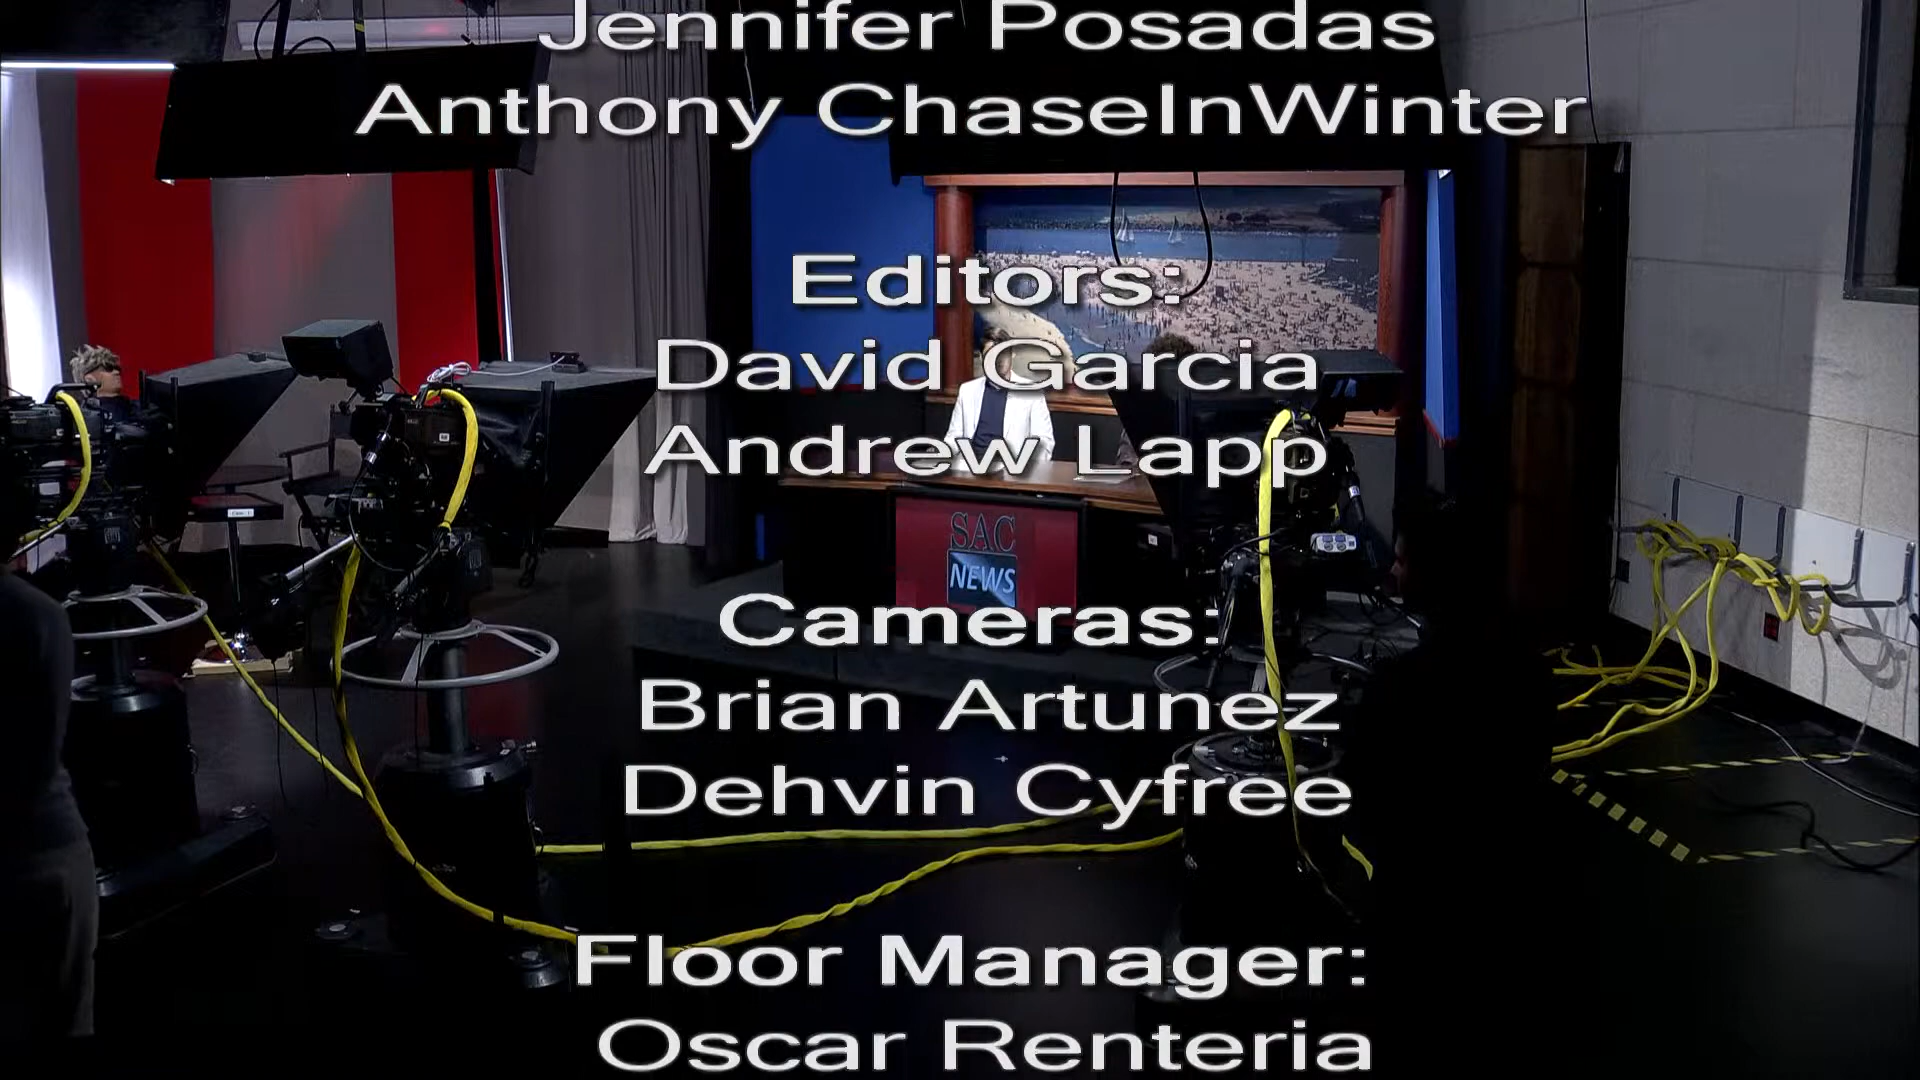 Jennifer Posadas
Anthony ChaseInWinter
Editors:
David Garcia
Andrew Lapp
SAC
NEWS
Cameras:
Brian Artunez
Dehvin Cyfree
Floor Manager:
Oscar Renteria